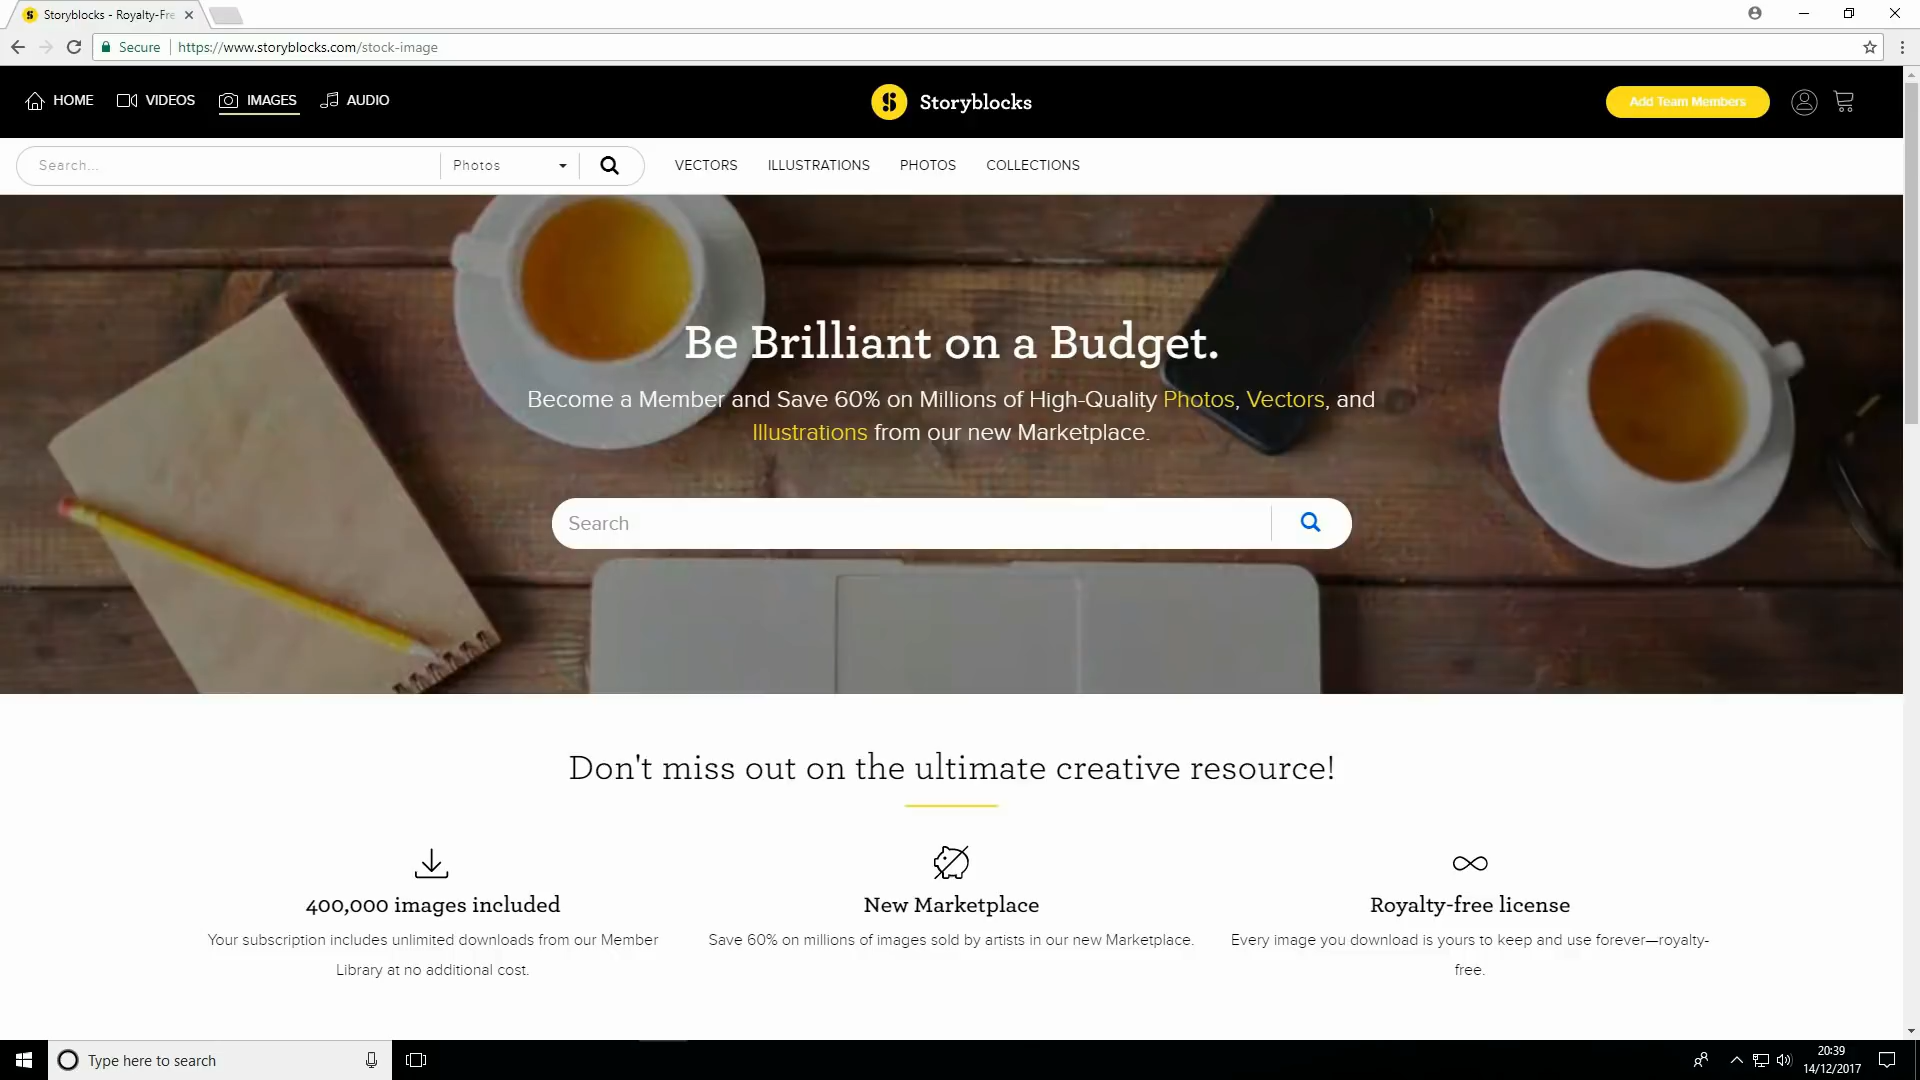 Storyblocks - Royalty-Fre
Secure https://www.storyblocks.com/stock-image
HOME VIDEOS IMAGES AUDIO
Storyblocks
Add Team Members
Search... Photos VECTORS ILLUSTRATIONS PHOTOS COLLECTIONS
Be Brilliant on a Budget.
Become a Member and Save 60% on Millions of High-Quality Photos, Vectors, and
Illustrations from our new Marketplace.
Search
Don't miss out on the ultimate creative resource!
400,000 images included
Your subscription includes unlimited downloads from our Member
Library at no additional cost.
New Marketplace
Save 60% on millions of images sold by artists in our new Marketplace.
Royalty-free license
Every image you download is yours to keep and use forever—royalty-
free.
Type here to search
20:39
14/12/2017